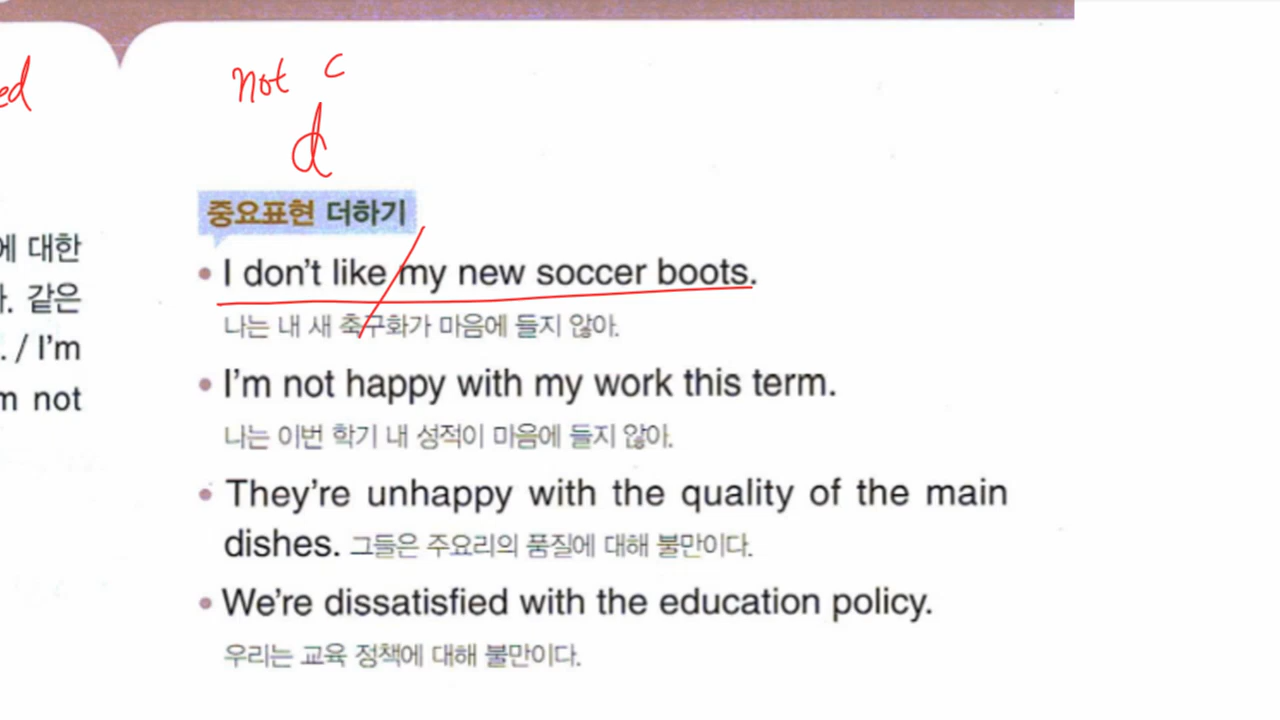 ed
not c
d
중요표현 더하기
에 대한
• I don't like my new soccer boots.
나는 내 새 축구화가 마음에 들지 않아.
. 같은
. / I'm
• I'm not happy with my work this term.
m not
나는 이번 학기 내 성적이 마음에 들지 않아.
• They're unhappy with the quality of the main
dishes. 그들은 주요리의 품질에 대해 불만이다.
• We're dissatisfied with the education policy.
우리는 교육 정책에 대해 불만이다.